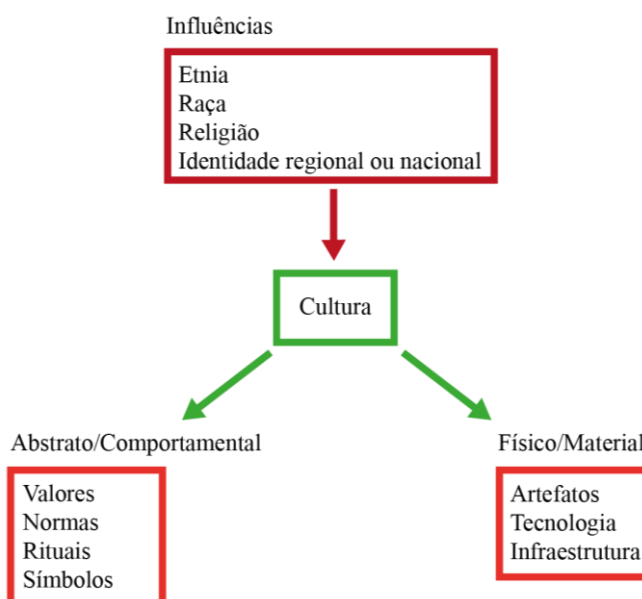 Influências
Etnia
Raça
Religião
Identidade regional ou nacional
Cultura
Abstrato/Comportamental
Valores
Normas
Rituais
Símbolos
Físico/Material
Artefatos
Tecnologia
Infraestrutura